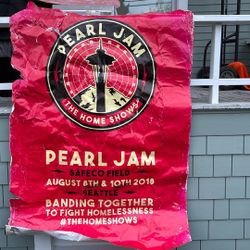 PEARL JAM
THE HOME SHOWS
PEARL JAM
SAFECO FIELD
AUGUST 8TH & 10TH 2018
SEATTLE
BANDING TOGETHER
TO FIGHT HOMELESSNESS
#THEHOMESHOWS